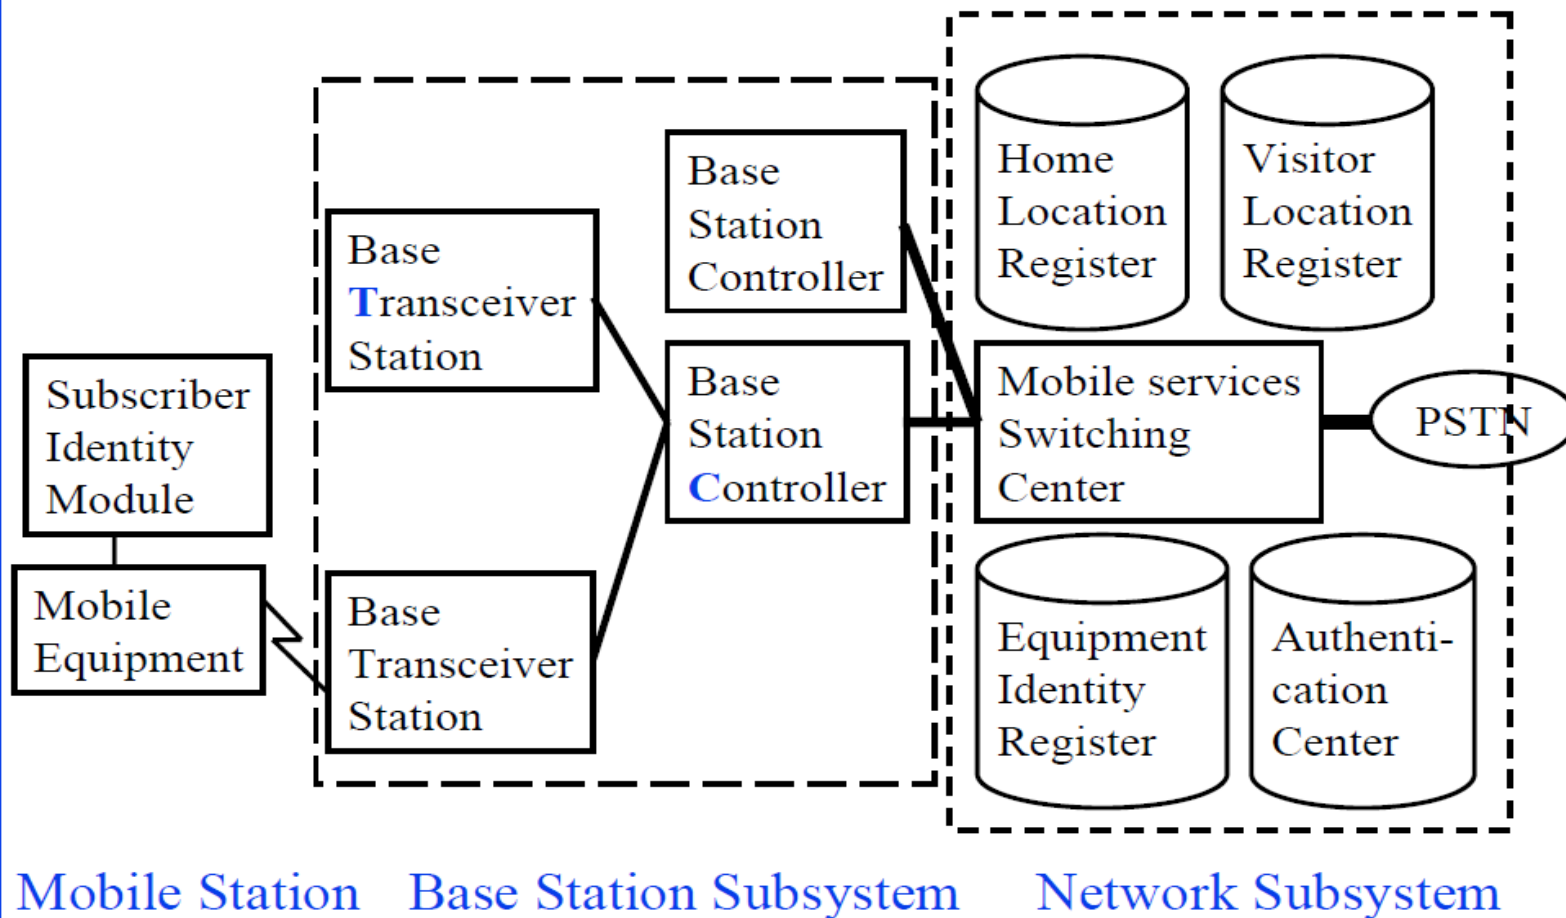 Subscriber
Identity
Module
Mobile
Equipment
Base
Transceiver
Station
Base
Transceiver
Station
Base
Station
Controller
Base
Station
Controller
Home
Location
Register
Visitor
Location
Register
Mobile services
Switching
Center
PSTN
Equipment
Identity
Register
Authenti-
cation
Center
Mobile Station
Base Station Subsystem
Network Subsystem